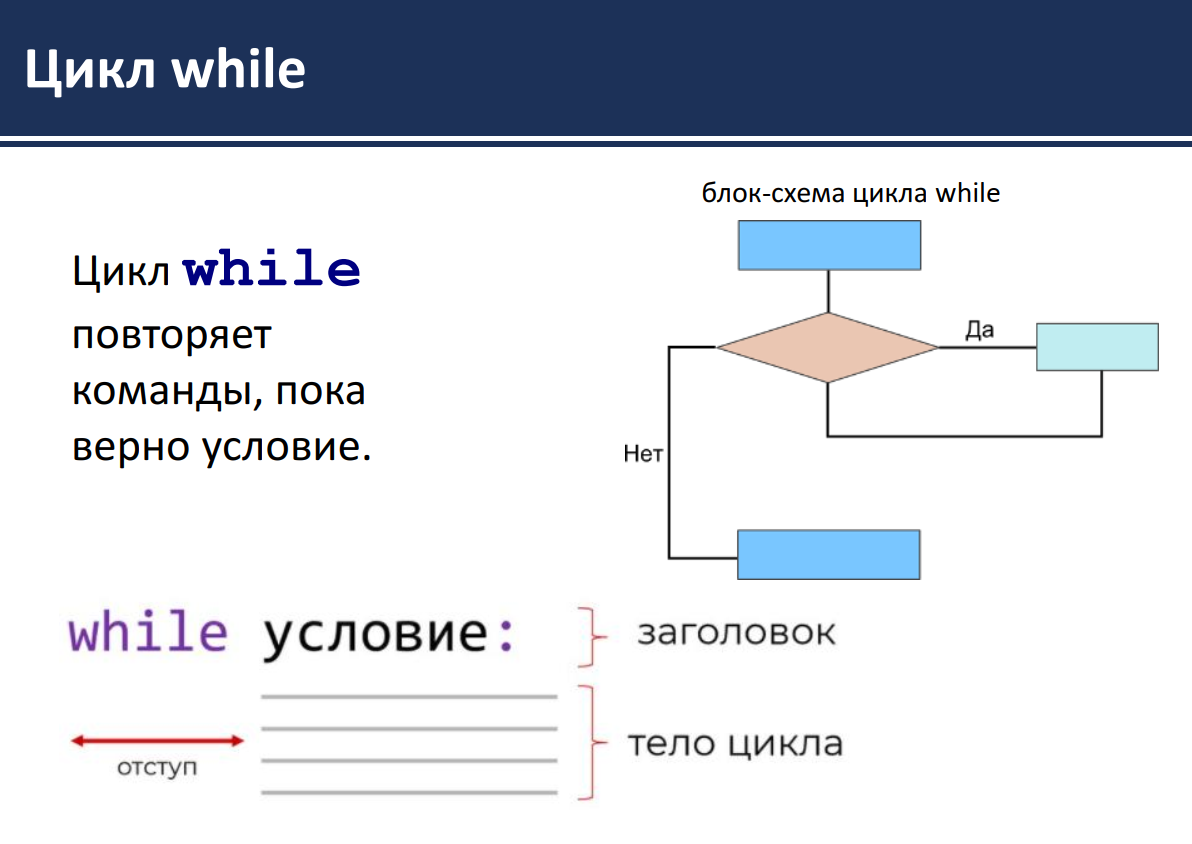 Цикл while
блок-схема цикла while
Цикл while
повторяет
команды, пока
верно условие.
Да
Нет
while условие:
заголовок
отступ
тело цикла